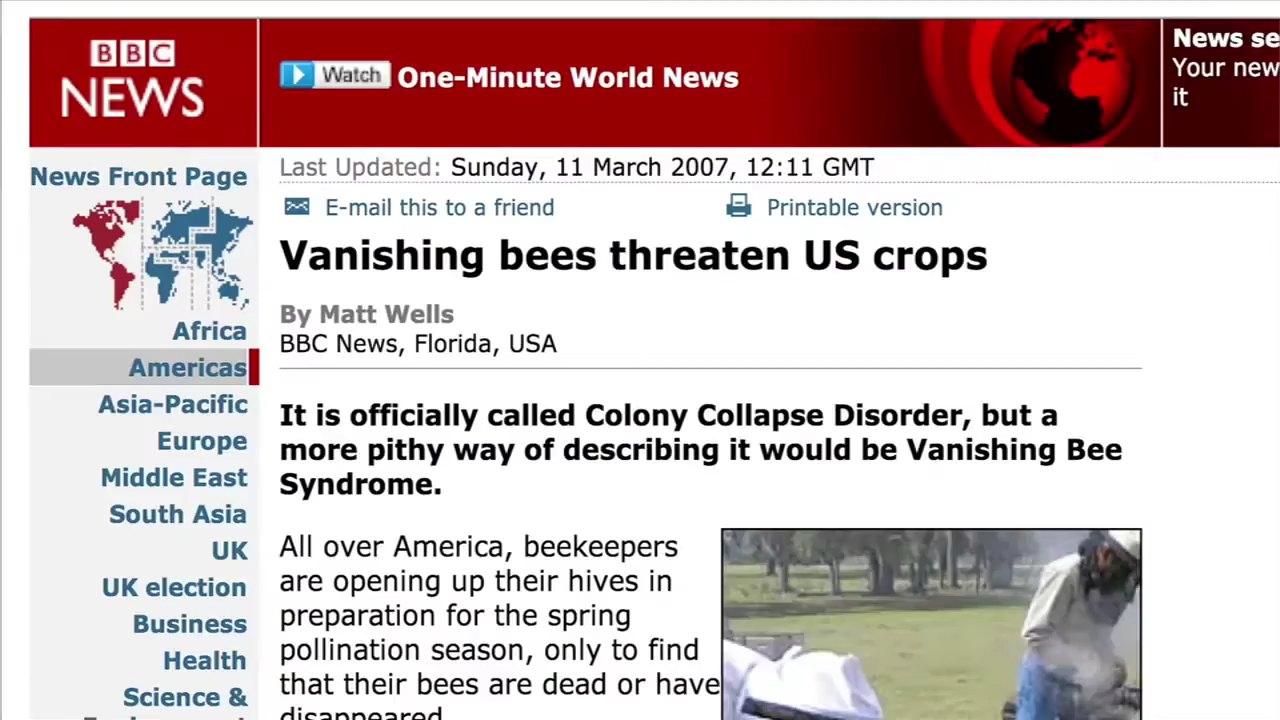 BBC
NEWS
Watch One-Minute World News
News se
Your new
it
News Front Page
Africa
Americas
Asia-Pacific
Europe
Middle East
South Asia
UK
UK election
Business
Health
Science &
Last Updated: Sunday, 11 March 2007, 12:11 GMT
E-mail this to a friend
Printable version
Vanishing bees threaten US crops
By Matt Wells
BBC News, Florida, USA
It is officially called Colony Collapse Disorder, but a
more pithy way of describing it would be Vanishing Bee
Syndrome.
All over America, beekeepers
are opening up their hives in
preparation for the spring
pollination season, only to find
that their bees are dead or have
disappeared